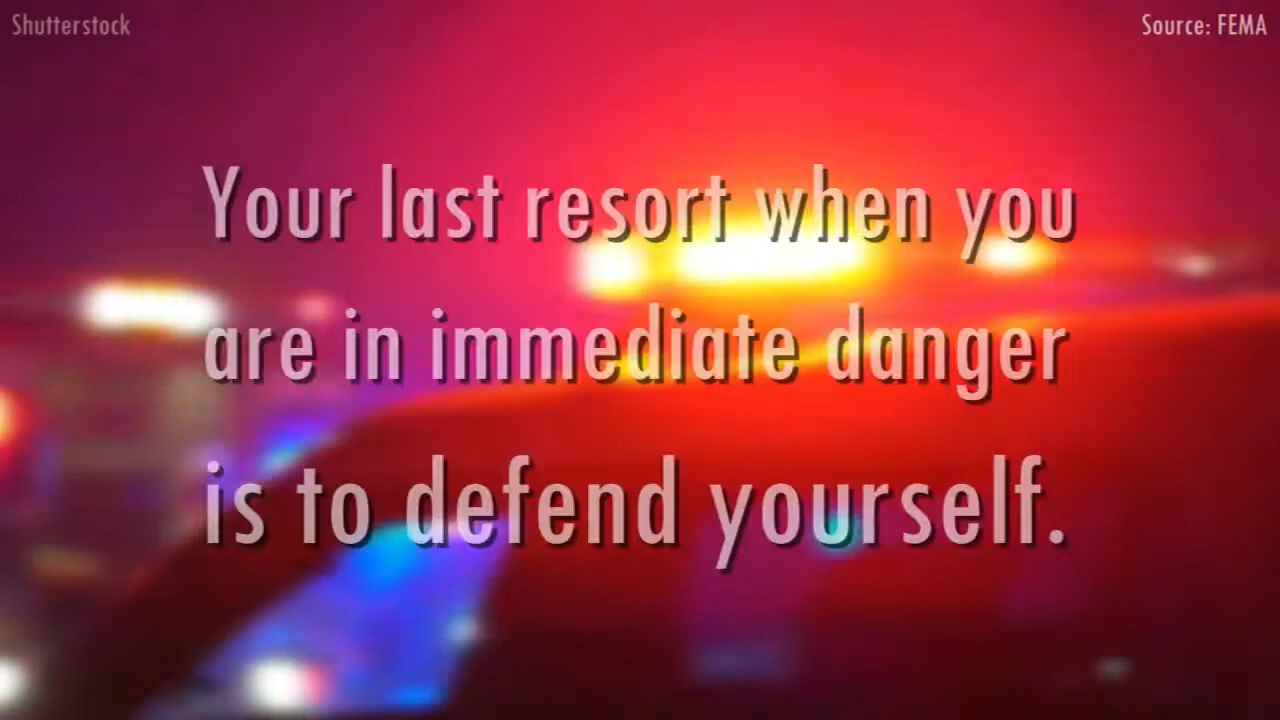 Shutterstock
Source: FEMA
Your last resort when you
are in immediate danger
is to defend yourself.